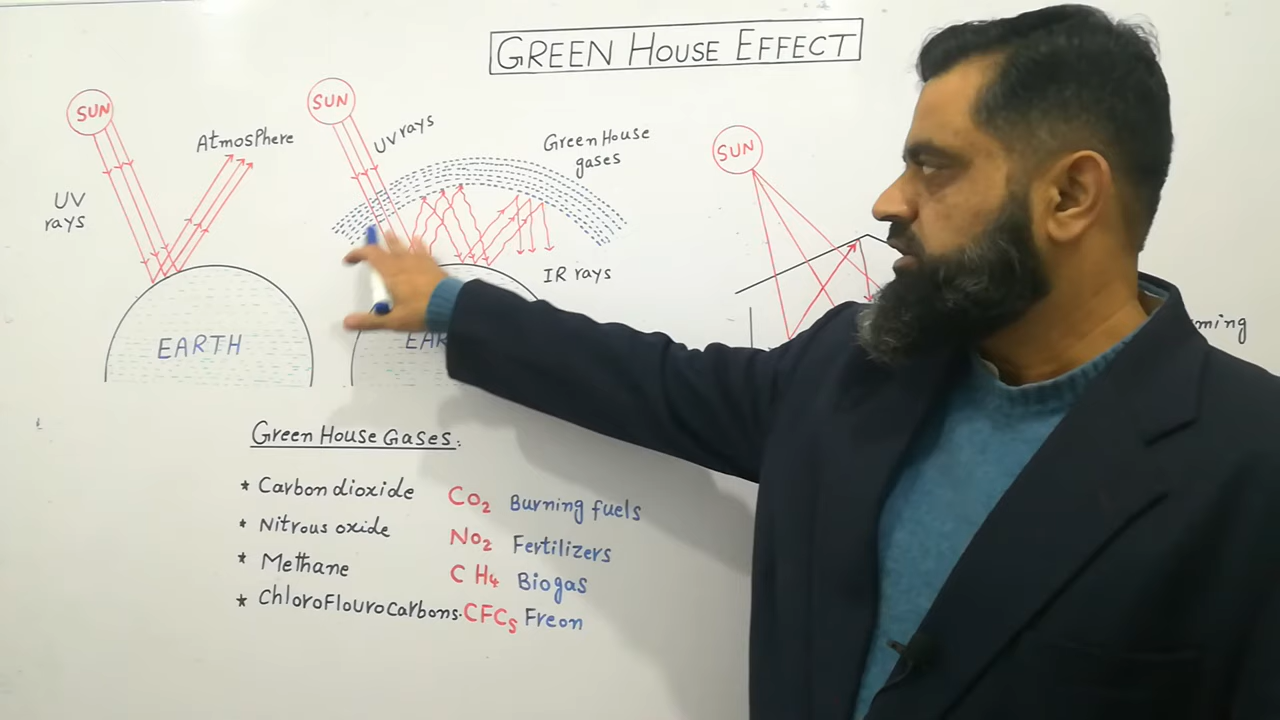 GREEN HOUSE EFFECT
SUN
Atmosphere
UV
rays
EARTH
SUN
UV rays
Green House
gases
IR rays
SUN
Green House Gases:
* Carbon dioxide CO2 Burning fuels
* Nitrous oxide NO2 Fertilizers
* Methane CH4 Biogas
* ChloroFlouroCarbons. CFCs Freon